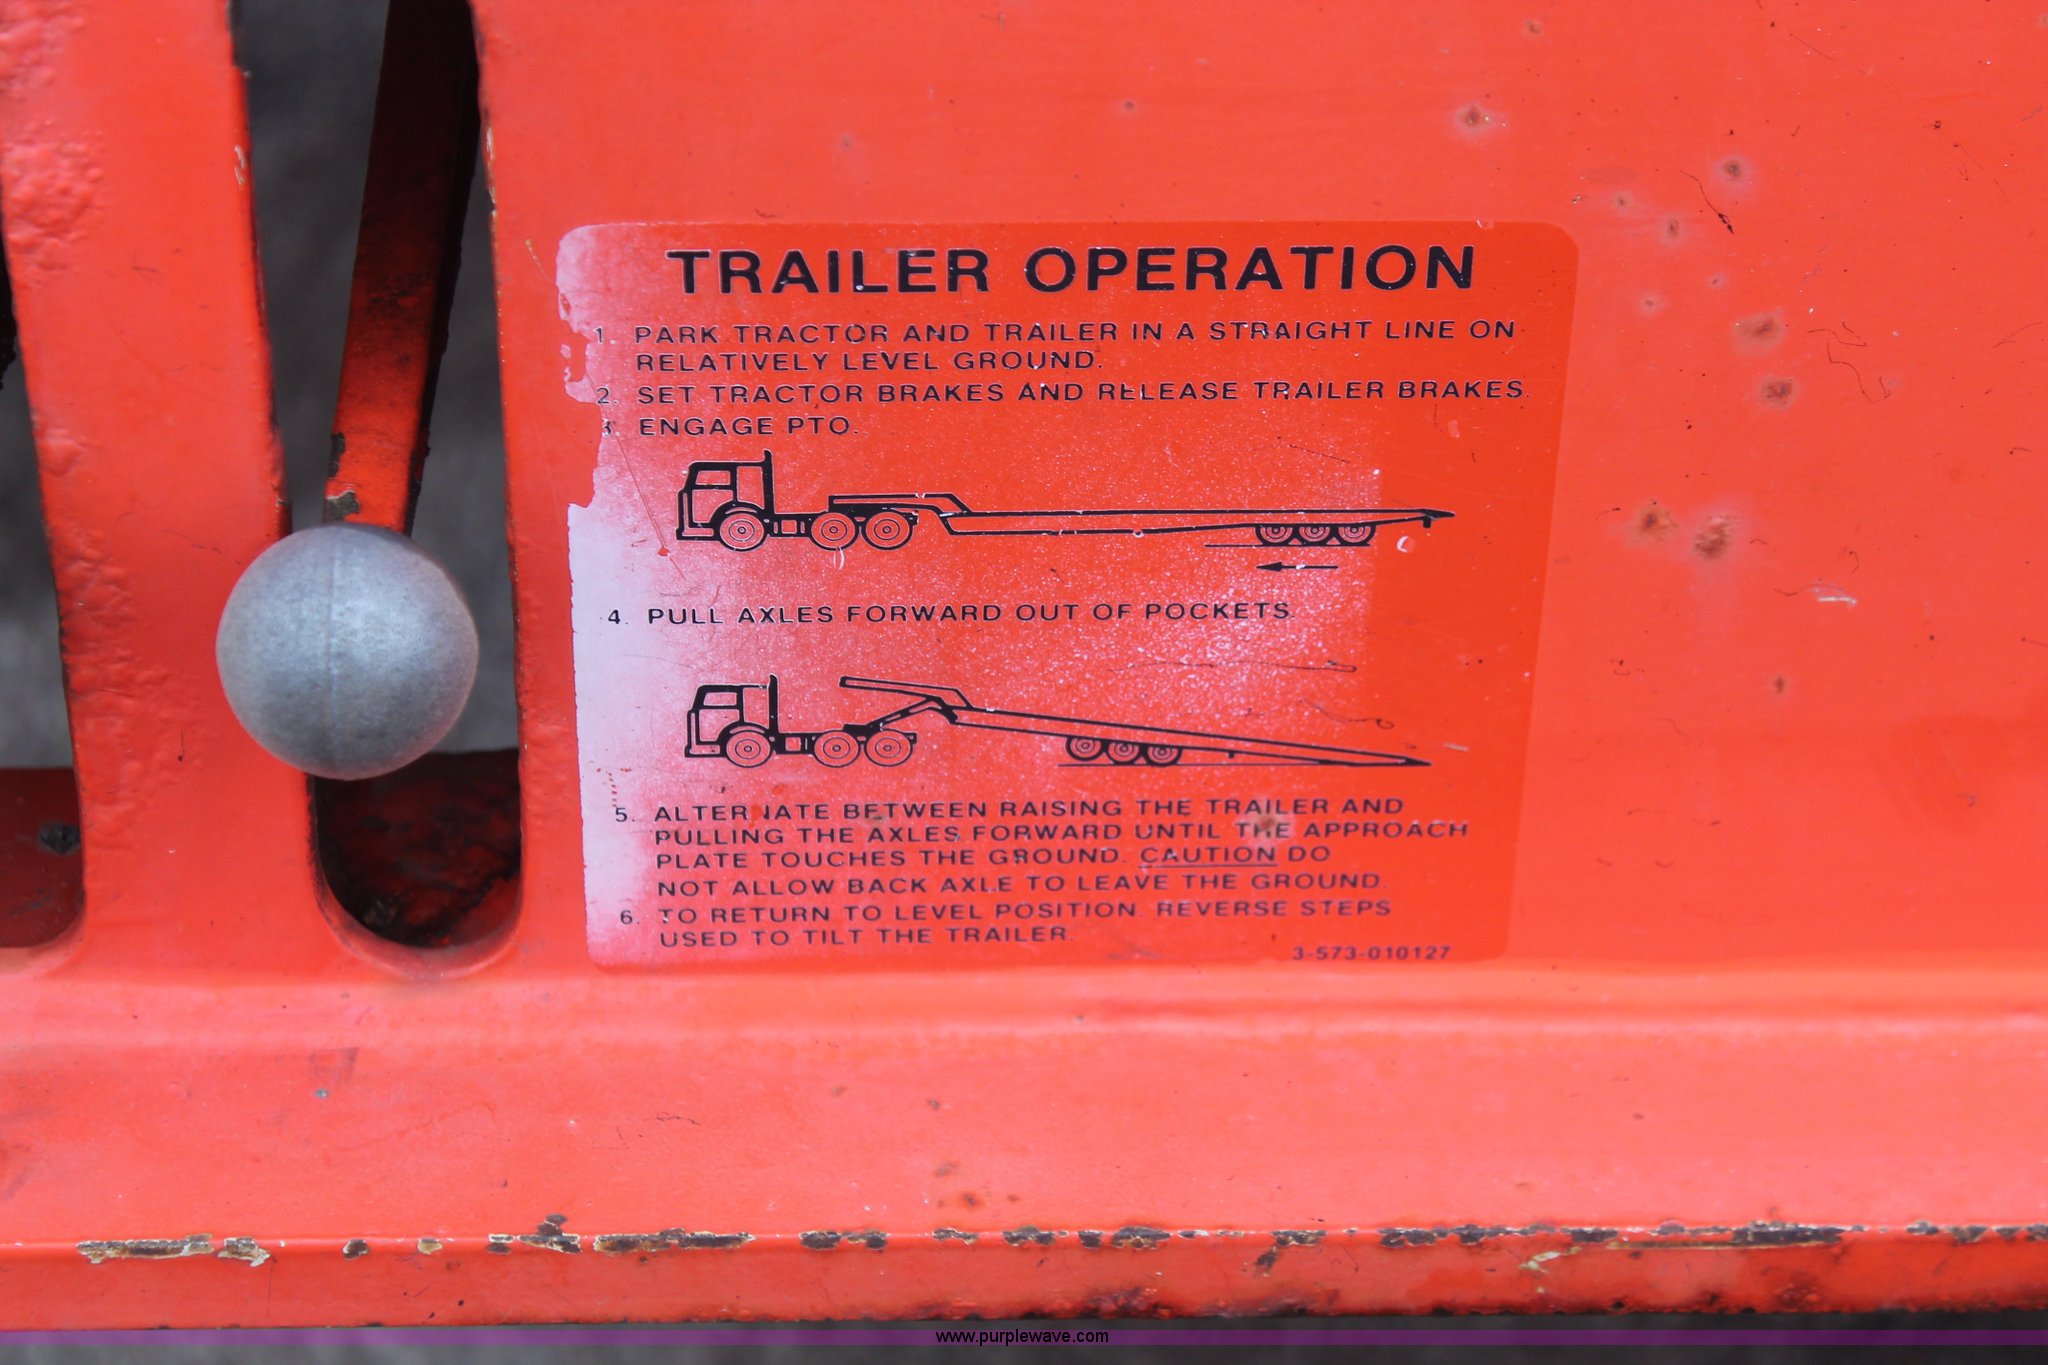 TRAILER OPERATION
1. PARK TRACTOR AND TRAILER IN A STRAIGHT LINE ON
RELATIVELY LEVEL GROUND.
2. SET TRACTOR BRAKES AND RELEASE TRAILER BRAKES.
3 ENGAGE PTO.
4. PULL AXLES FORWARD OUT OF POCKETS.
5. ALTERNATE BETWEEN RAISING THE TRAILER AND
PULLING THE AXLES FORWARD UNTIL THE APPROACH
PLATE TOUCHES THE GROUND. CAUTION DO
NOT ALLOW BACK AXLE TO LEAVE THE GROUND.
6. TO RETURN TO LEVEL POSITION. REVERSE STEPS
USED TO TILT THE TRAILER.
3-573-010127
www.purplewave.com